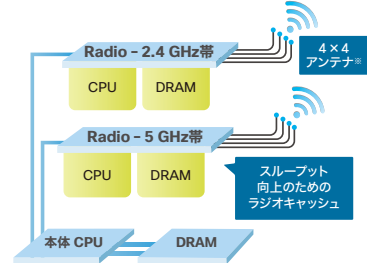 Radio – 2.4 GHz帯
4×4
アンテナ※
CPU
DRAM
Radio – 5 GHz帯
CPU
DRAM
スループット
向上のための
ラジオキャッシュ
本体 CPU
DRAM